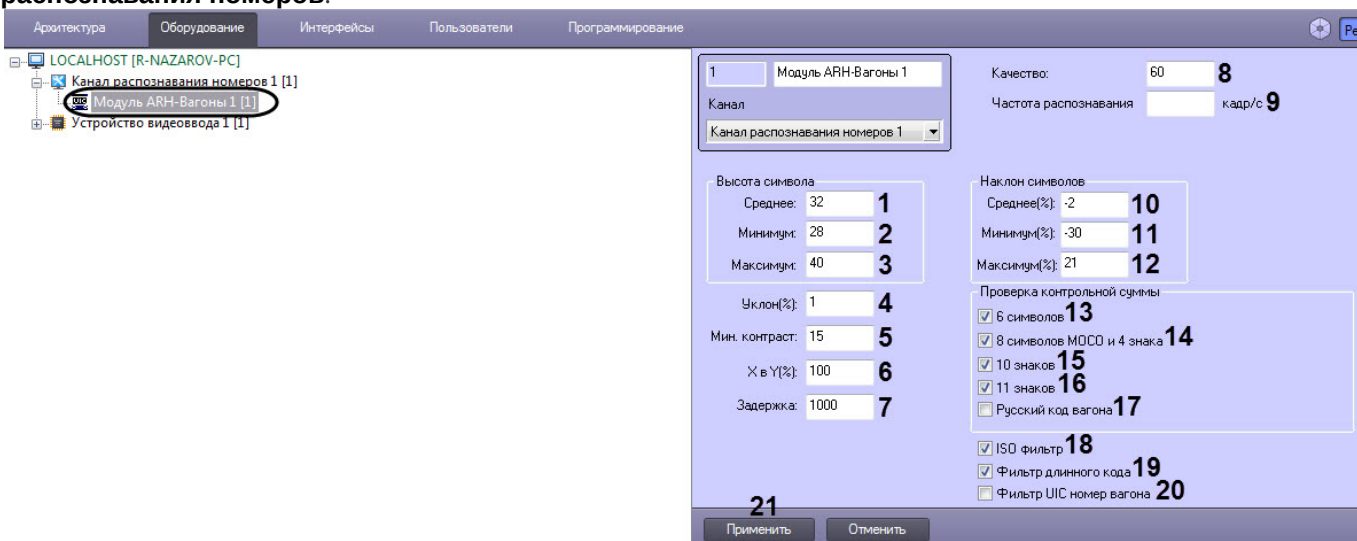 распознавания номеров.
Архитектура Оборудование Интерфейсы Пользователи Программирование Ре
LOCALHOST [R-NAZAROV-PC]
Канал распознавания номеров 1 [1]
Модуль ARH-Вагоны 1 [1]
Устройство видеоввода 1 [1]
1 Модуль ARH-Вагоны 1
Канал
Канал распознавания номеров 1
Качество: 60 8
Частота распознавания кадр/с 9
Высота символа
Среднее: 32 1
Минимум: 28 2
Максимум: 40 3
Уклон(%): 1 4
Мин. контраст: 15 5
X в Y(%): 100 6
Задержка: 1000 7
Наклон символов
Среднее(%): -2 10
Минимум(%): -30 11
Максимум(%): 21 12
Проверка контрольной суммы
6 символов 13
8 символов МОСО и 4 знака 14
10 знаков 15
11 знаков 16
Русский код вагона 17
ISO фильтр 18
Фильтр длинного кода 19
Фильтр UIC номер вагона 20
21
Применить Отменить